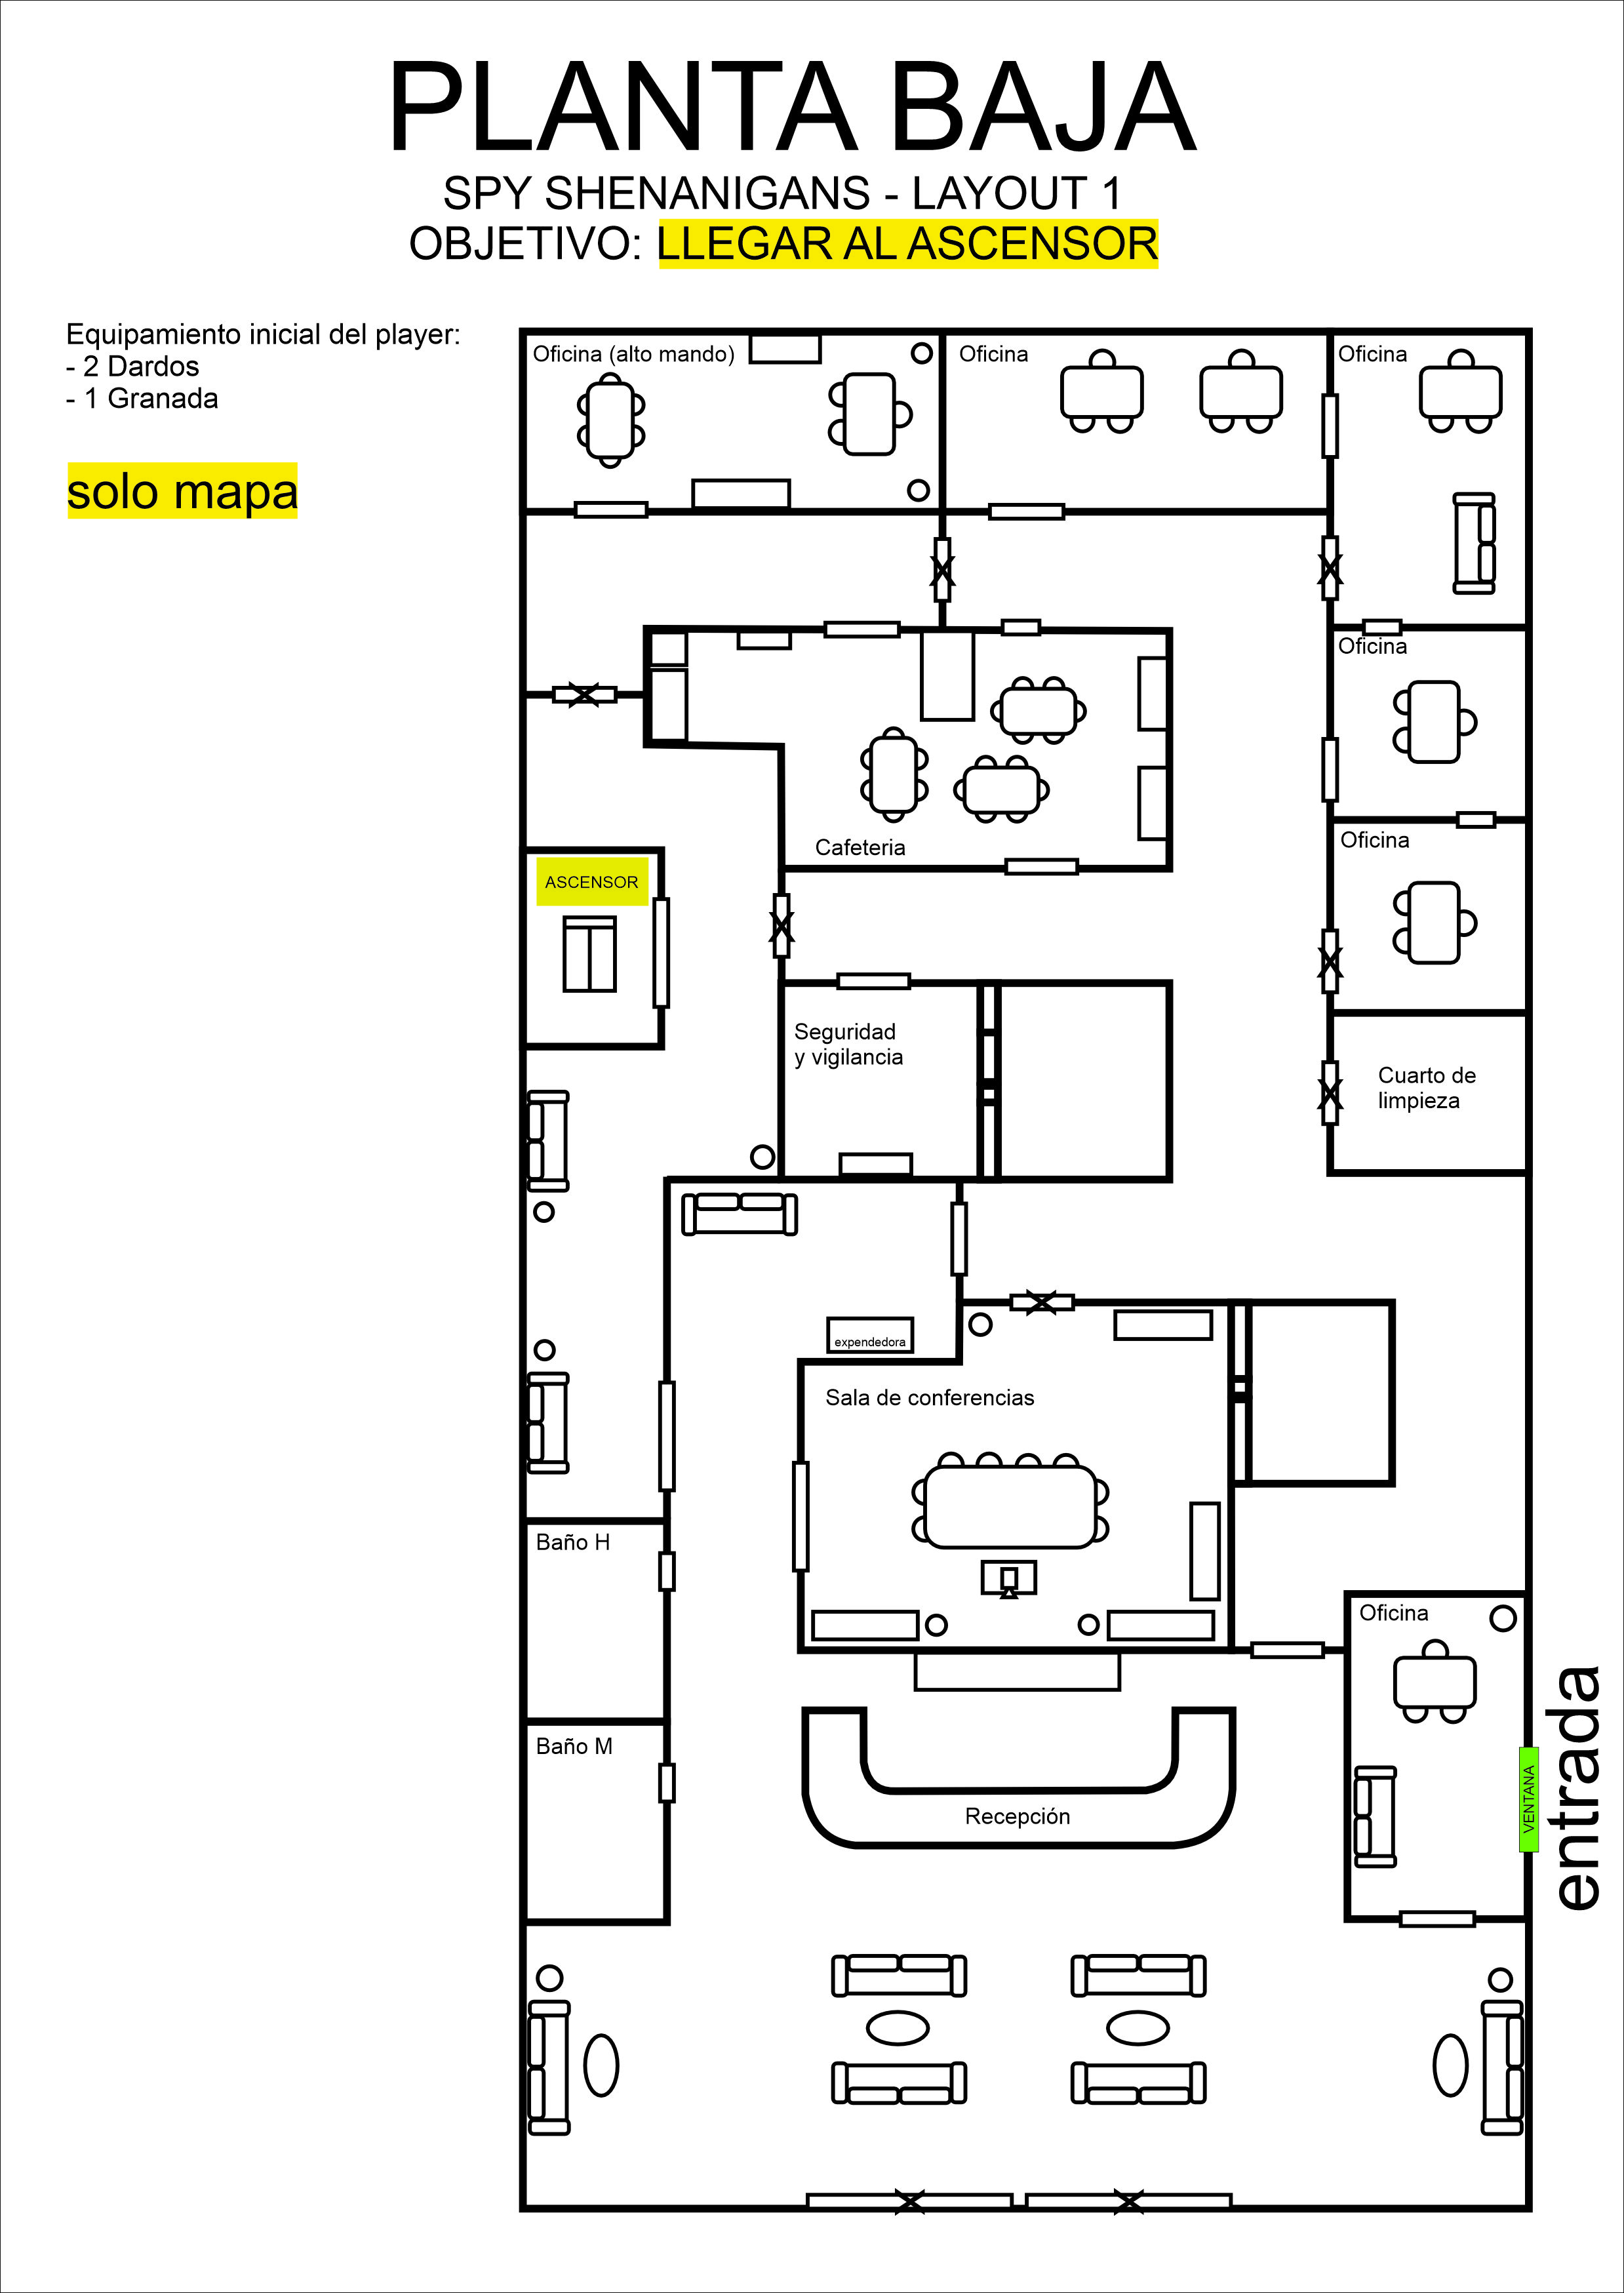 PLANTA BAJA
SPY SHENANIGANS - LAYOUT 1
OBJETIVO: LLEGAR AL ASCENSOR
Equipamiento inicial del player:
- 2 Dardos
- 1 Granada
solo mapa
Oficina (alto mando)
Oficina
Oficina
Oficina
Cafeteria
Oficina
ASCENSOR
Seguridad
y vigilancia
Cuarto de
limpieza
expendedora
Sala de conferencias
Baño H
Oficina
Baño M
Recepción
VENTANA
entrada